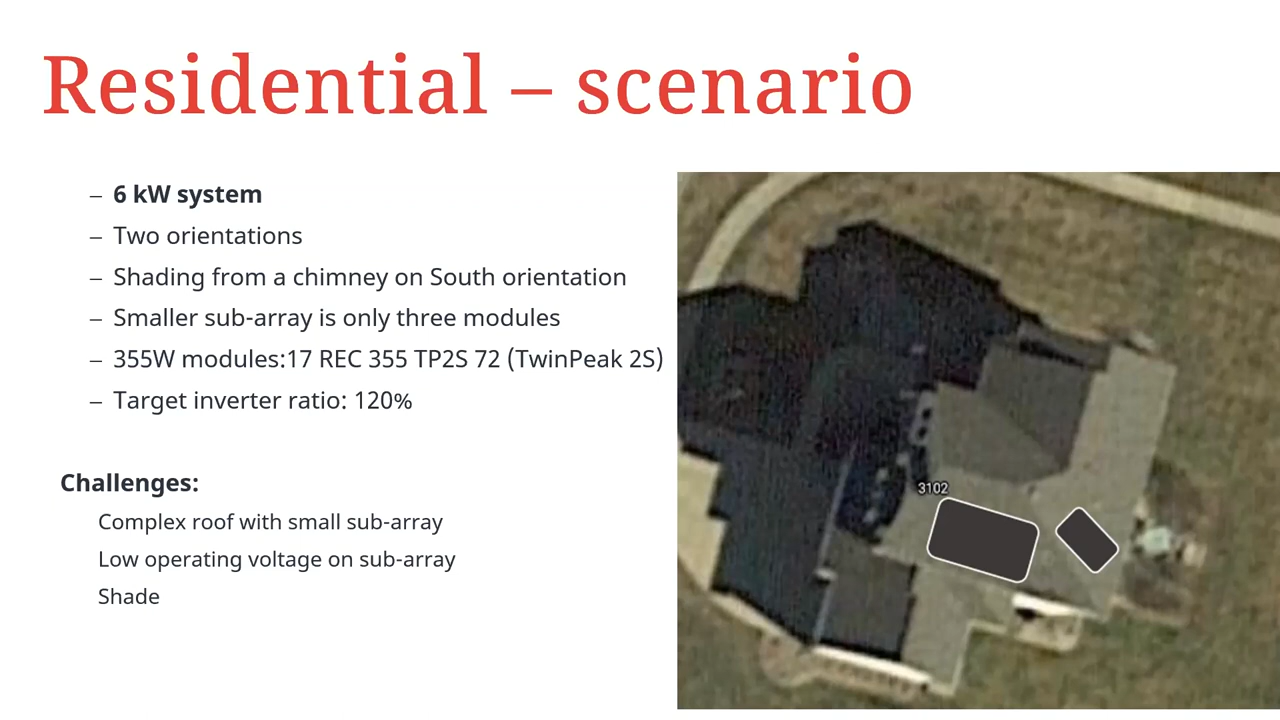 Residential – scenario
– 6 kW system
– Two orientations
– Shading from a chimney on South orientation
– Smaller sub-array is only three modules
– 355W modules:17 REC 355 TP2S 72 (TwinPeak 2S)
– Target inverter ratio: 120%
Challenges:
Complex roof with small sub-array
Low operating voltage on sub-array
Shade
3102